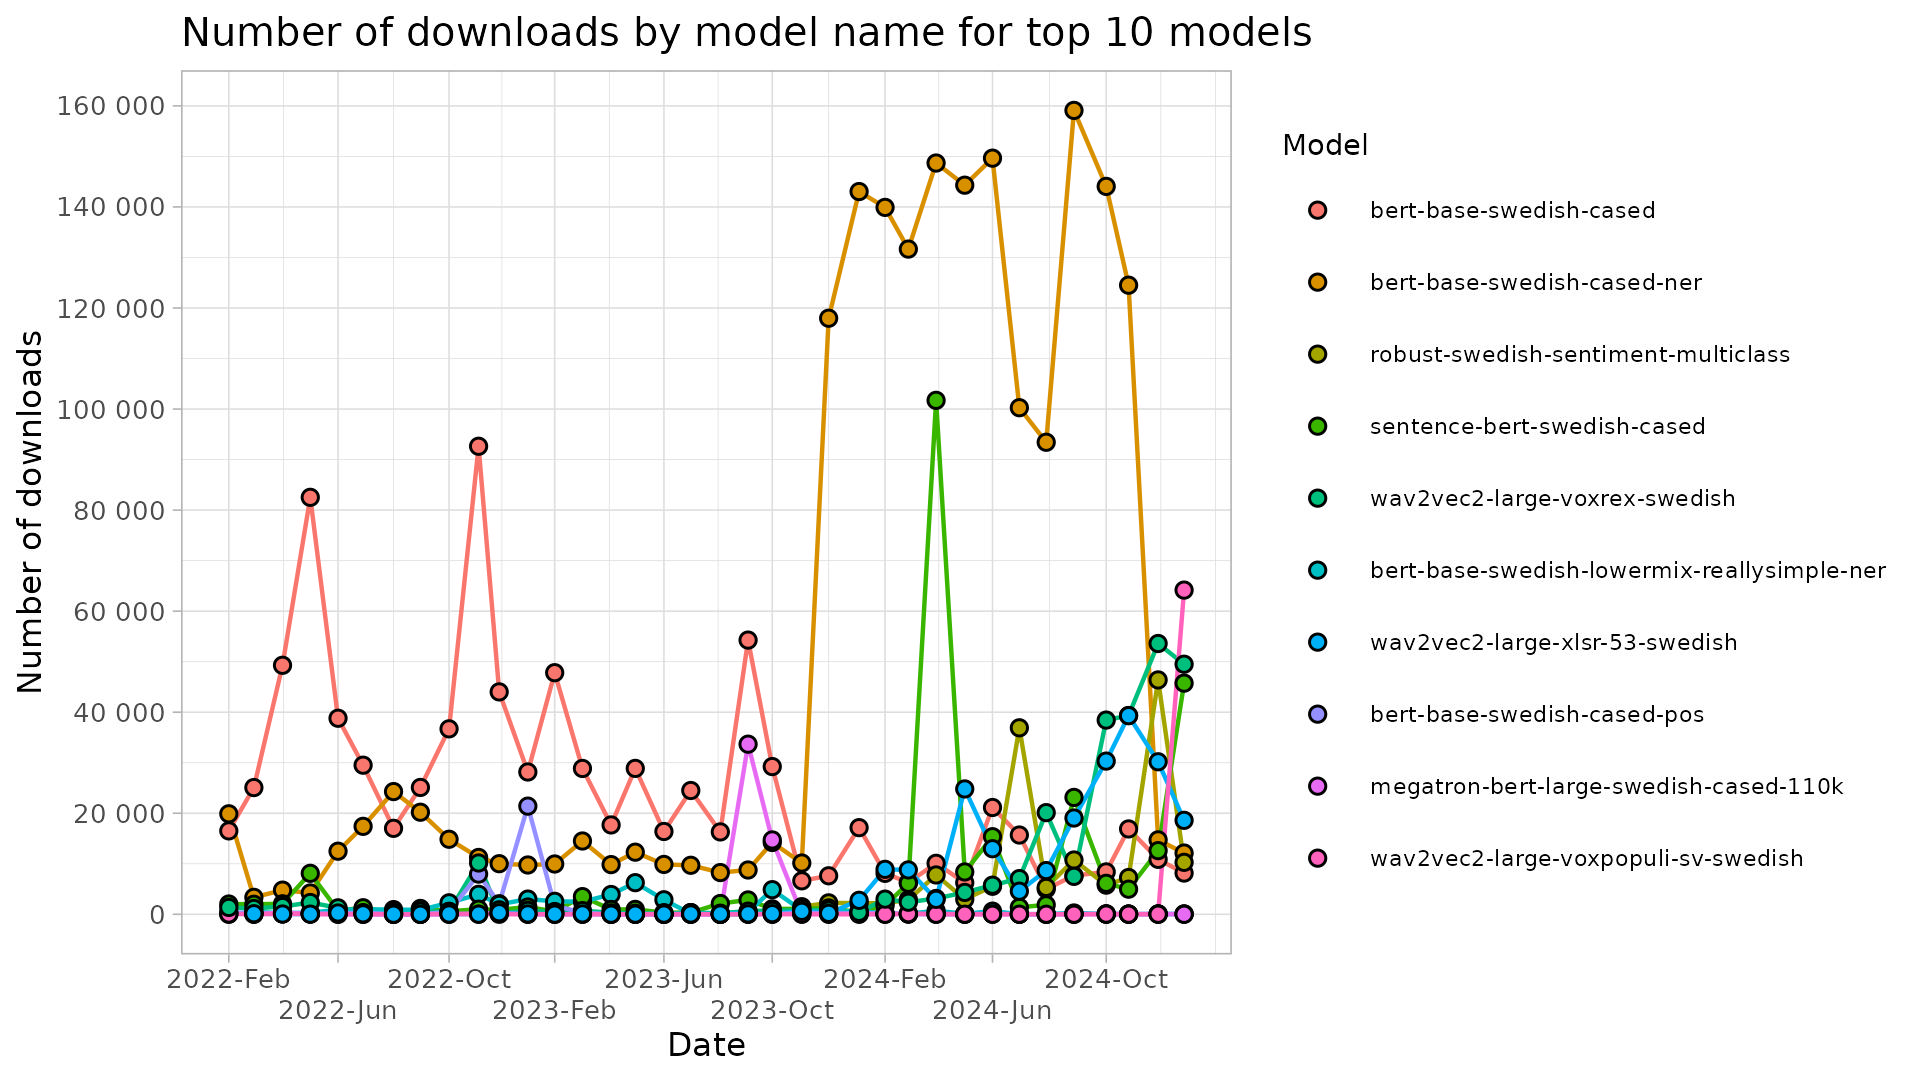 Number of downloads by model name for top 10 models
160 000
140 000
120 000
100 000
80 000
60 000
40 000
20 000
0
Number of downloads
2022-Feb
2022-Jun
2022-Oct
2023-Feb
2023-Jun
2023-Oct
2024-Feb
2024-Jun
2024-Oct
Date
Model
bert-base-swedish-cased
bert-base-swedish-cased-ner
robust-swedish-sentiment-multiclass
sentence-bert-swedish-cased
wav2vec2-large-voxrex-swedish
bert-base-swedish-lowermix-reallysimple-ner
wav2vec2-large-xlsr-53-swedish
bert-base-swedish-cased-pos
megatron-bert-large-swedish-cased-110k
wav2vec2-large-voxpopuli-sv-swedish